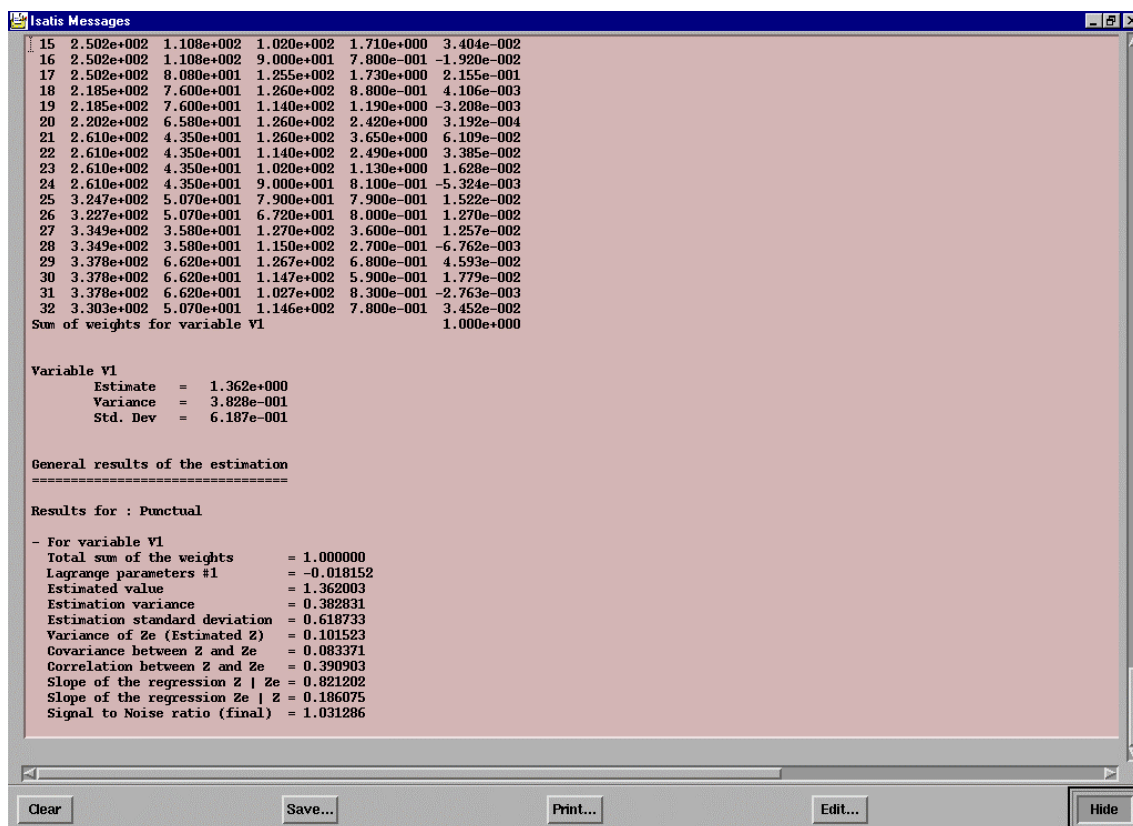 Isatis Messages
15 2.502e+002 1.108e+002 1.020e+002 1.710e+000 3.404e-002
16 2.502e+002 1.108e+002 9.000e+001 7.800e-001 -1.920e-002
17 2.502e+002 8.080e+001 1.255e+002 1.730e+000 2.155e-001
18 2.185e+002 7.600e+001 1.260e+002 8.800e-001 4.106e-003
19 2.185e+002 7.600e+001 1.140e+002 1.190e+000 -3.208e-003
20 2.202e+002 6.580e+001 1.260e+002 2.420e+000 3.192e-004
21 2.610e+002 4.350e+001 1.260e+002 3.650e+000 6.109e-002
22 2.610e+002 4.350e+001 1.140e+002 2.490e+000 3.385e-002
23 2.610e+002 4.350e+001 1.020e+002 1.130e+000 1.628e-002
24 2.610e+002 4.350e+001 9.000e+001 8.100e-001 -5.324e-003
25 3.247e+002 5.070e+001 7.900e+001 7.900e-001 1.522e-002
26 3.227e+002 5.070e+001 6.720e+001 8.000e-001 1.270e-002
27 3.349e+002 3.580e+001 1.270e+002 3.600e-001 1.257e-002
28 3.349e+002 3.580e+001 1.150e+002 2.700e-001 -6.762e-003
29 3.378e+002 6.620e+001 1.267e+002 6.800e-001 4.593e-002
30 3.378e+002 6.620e+001 1.147e+002 5.900e-001 1.779e-002
31 3.378e+002 6.620e+001 1.027e+002 8.300e-001 -2.763e-003
32 3.303e+002 5.070e+001 1.146e+002 7.800e-001 3.452e-002
Sum of weights for variable V1 1.000e+000
Variable V1
Estimate = 1.362e+000
Variance = 3.828e-001
Std. Dev = 6.187e-001
General results of the estimation
=================================
Results for : Punctual
- For variable V1
Total sum of the weights = 1.000000
Lagrange parameters #1 = -0.018152
Estimated value = 1.362003
Estimation variance = 0.382831
Estimation standard deviation = 0.618733
Variance of Ze (Estimated Z) = 0.101523
Covariance between Z and Ze = 0.083371
Correlation between Z and Ze = 0.390903
Slope of the regression Z | Ze = 0.821202
Slope of the regression Ze | Z = 0.186075
Signal to Noise ratio (final) = 1.031286
Clear Save... Print... Edit... Hide